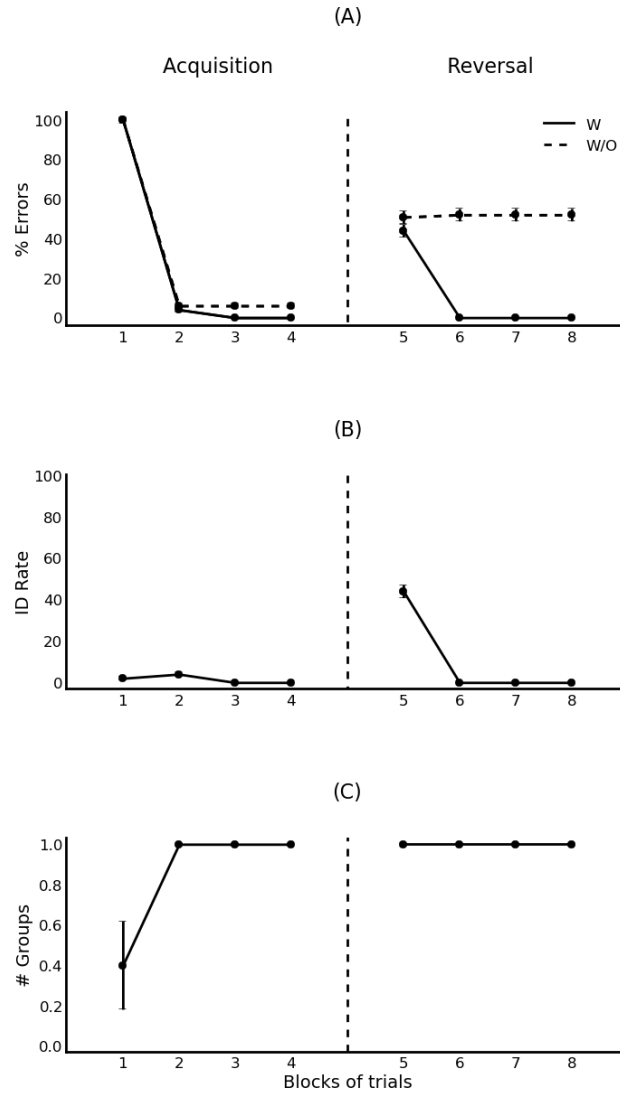 (A)
Acquisition Reversal
100
80
60
40
20
0
% Errors
W
W/O
1 2 3 4 5 6 7 8
(B)
100
80
60
40
20
0
ID Rate
1 2 3 4 5 6 7 8
(C)
1.0
0.8
0.6
0.4
0.2
0.0
# Groups
1 2 3 4 5 6 7 8
Blocks of trials